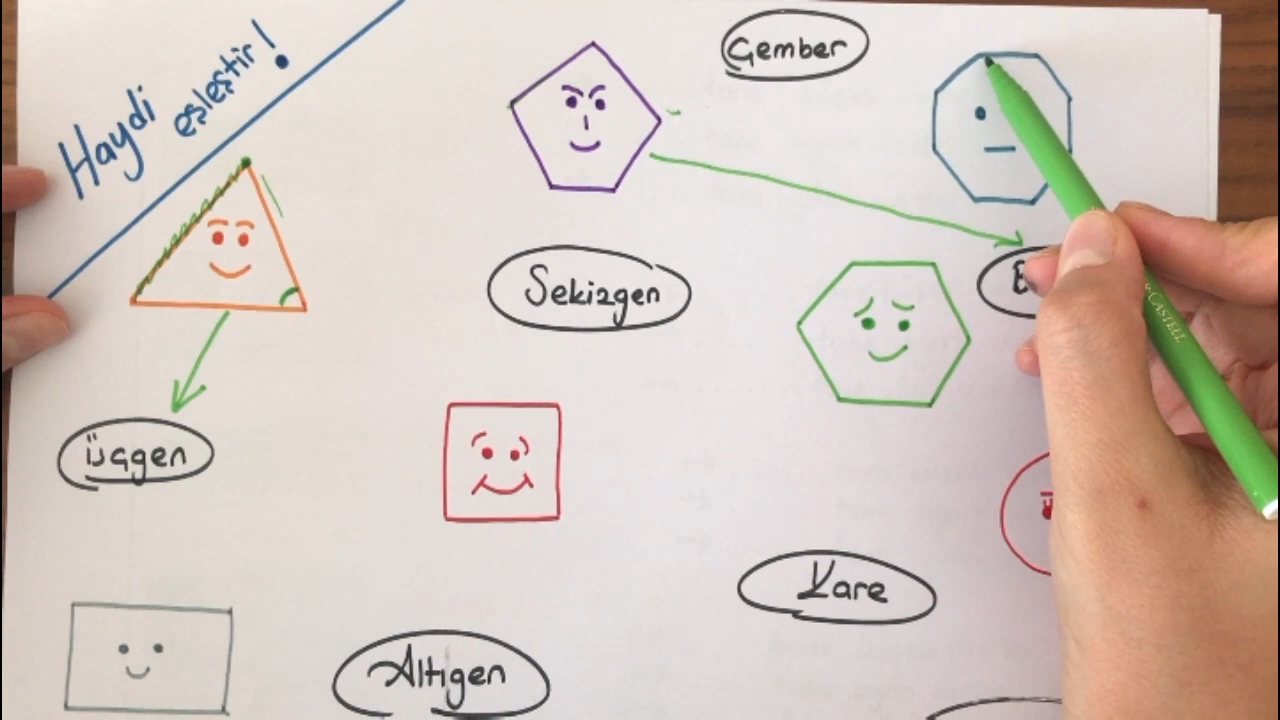 Haydi
eşleştir!
Çember
Sekizgen
üçgen
Kare
Altıgen